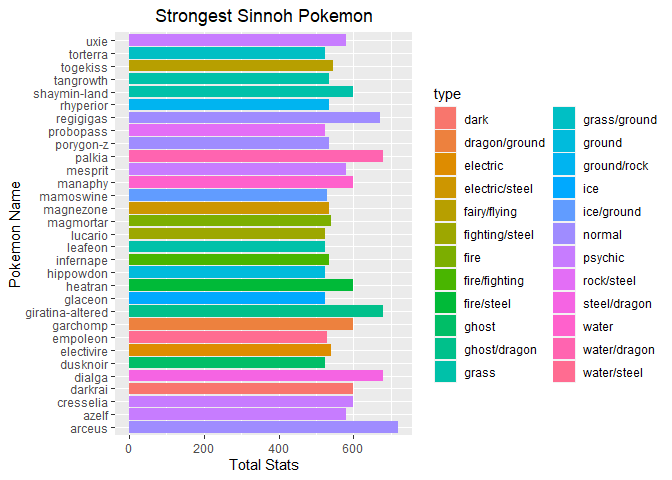 Strongest Sinnoh Pokemon
Pokemon Name
uxie
torterra
togekiss
tangrowth
shaymin-land
rhyperior
regigigas
probopass
porygon-z
palkia
mesprit
manaphy
mamoswine
magnezone
magmortar
lucario
leafeon
infernape
hippowdon
heatran
glaceon
giratina-altered
garchomp
empoleon
electivire
dusknoir
dialga
darkrai
cresselia
azelf
arceus
0 200 400 600
Total Stats
type
dark
dragon/ground
electric
electric/steel
fairy/flying
fighting/steel
fire
fire/fighting
fire/steel
ghost
ghost/dragon
grass
grass/ground
ground
ground/rock
ice
ice/ground
normal
psychic
rock/steel
steel/dragon
water
water/dragon
water/steel